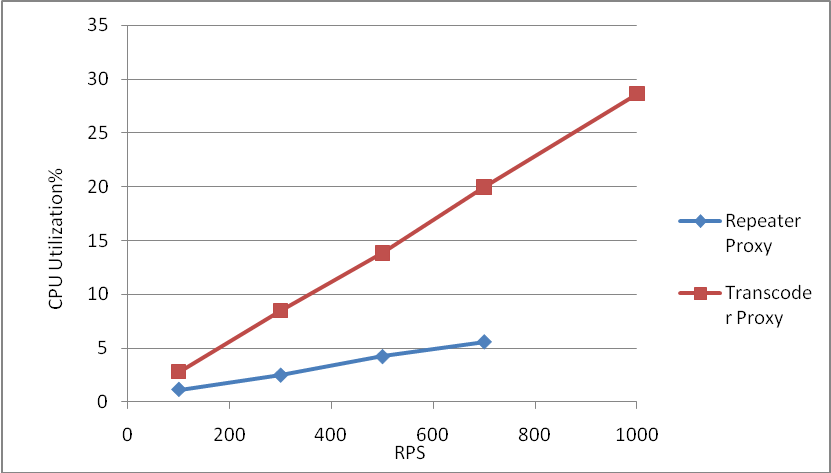 35
30
25
20
15
10
5
0
CPU Utilization%
0 200 400 600 800 1000
RPS
Repeater
Proxy
Transcode
r Proxy